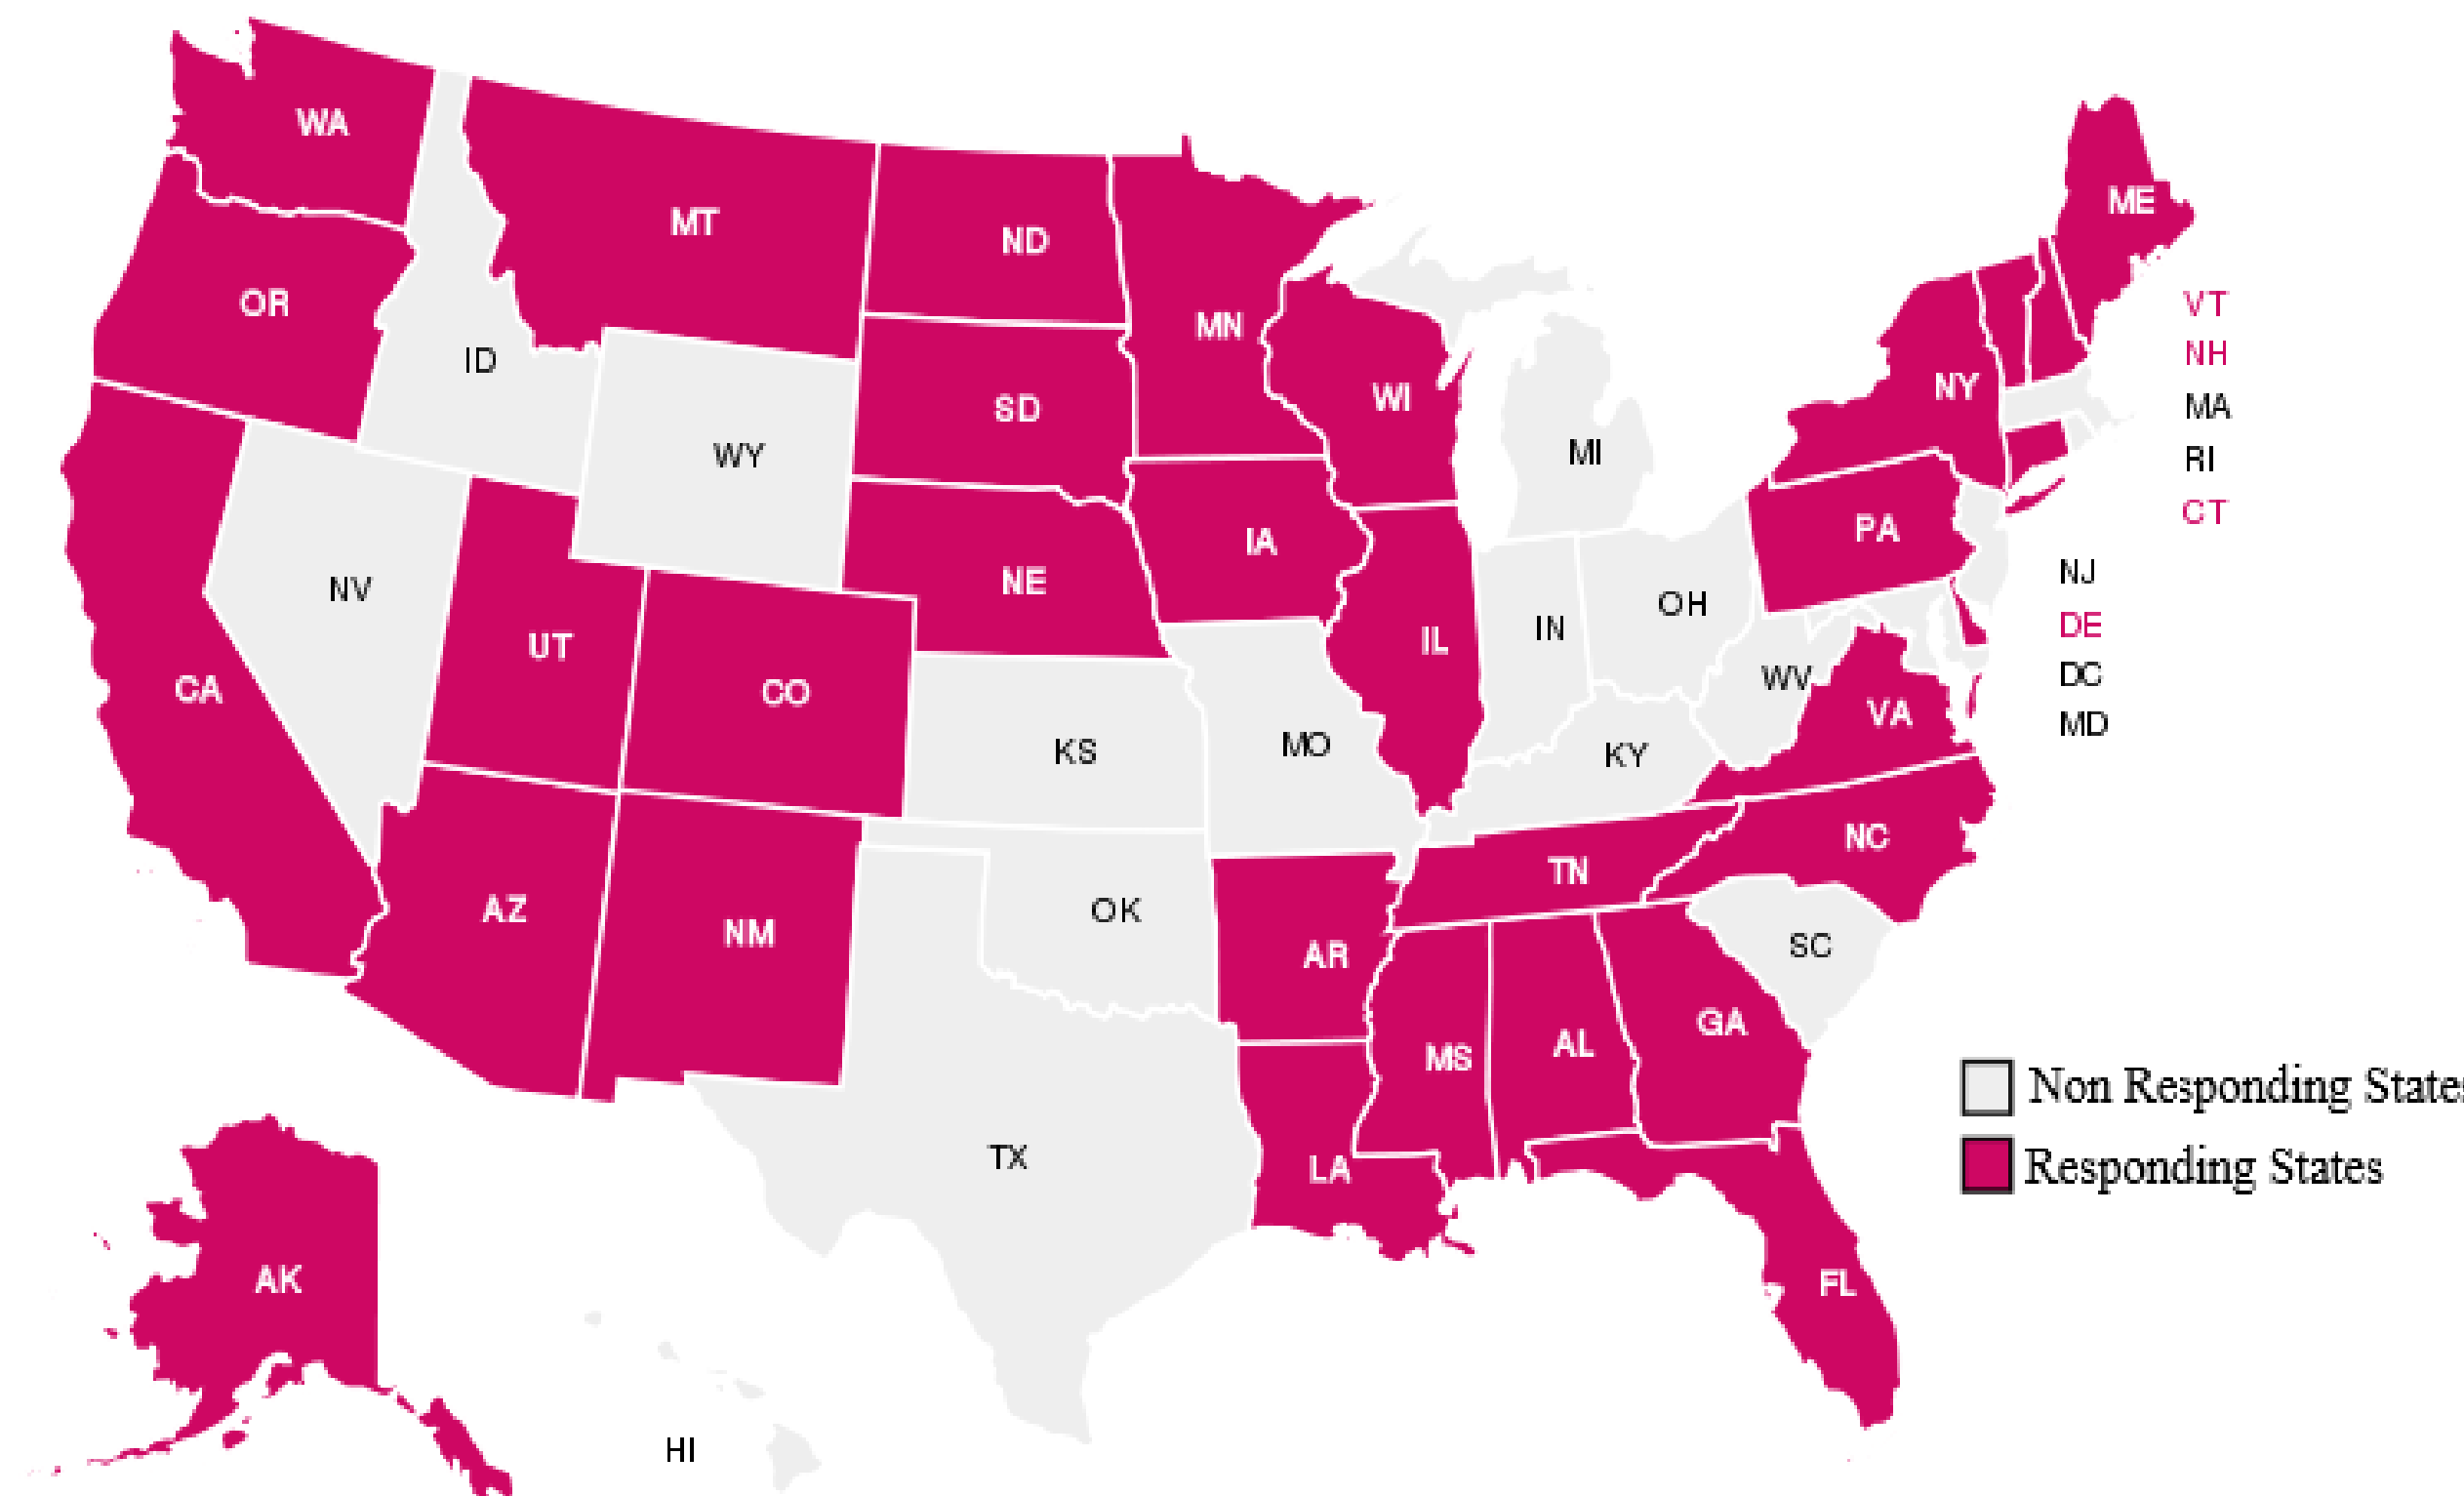 WA
MT
ND
MN
ME
OR
ID
SD
WI
WY
MI
NY
VT
NH
MA
RI
CT
NV
UT
CO
NE
IA
IL
IN
OH
PA
NJ
DE
DC
MD
CA
KS
MO
KY
WV
VA
AZ
NM
OK
AR
TN
NC
SC
TX
LA
MS
AL
GA
FL
AK
HI
Non Responding States
Responding States